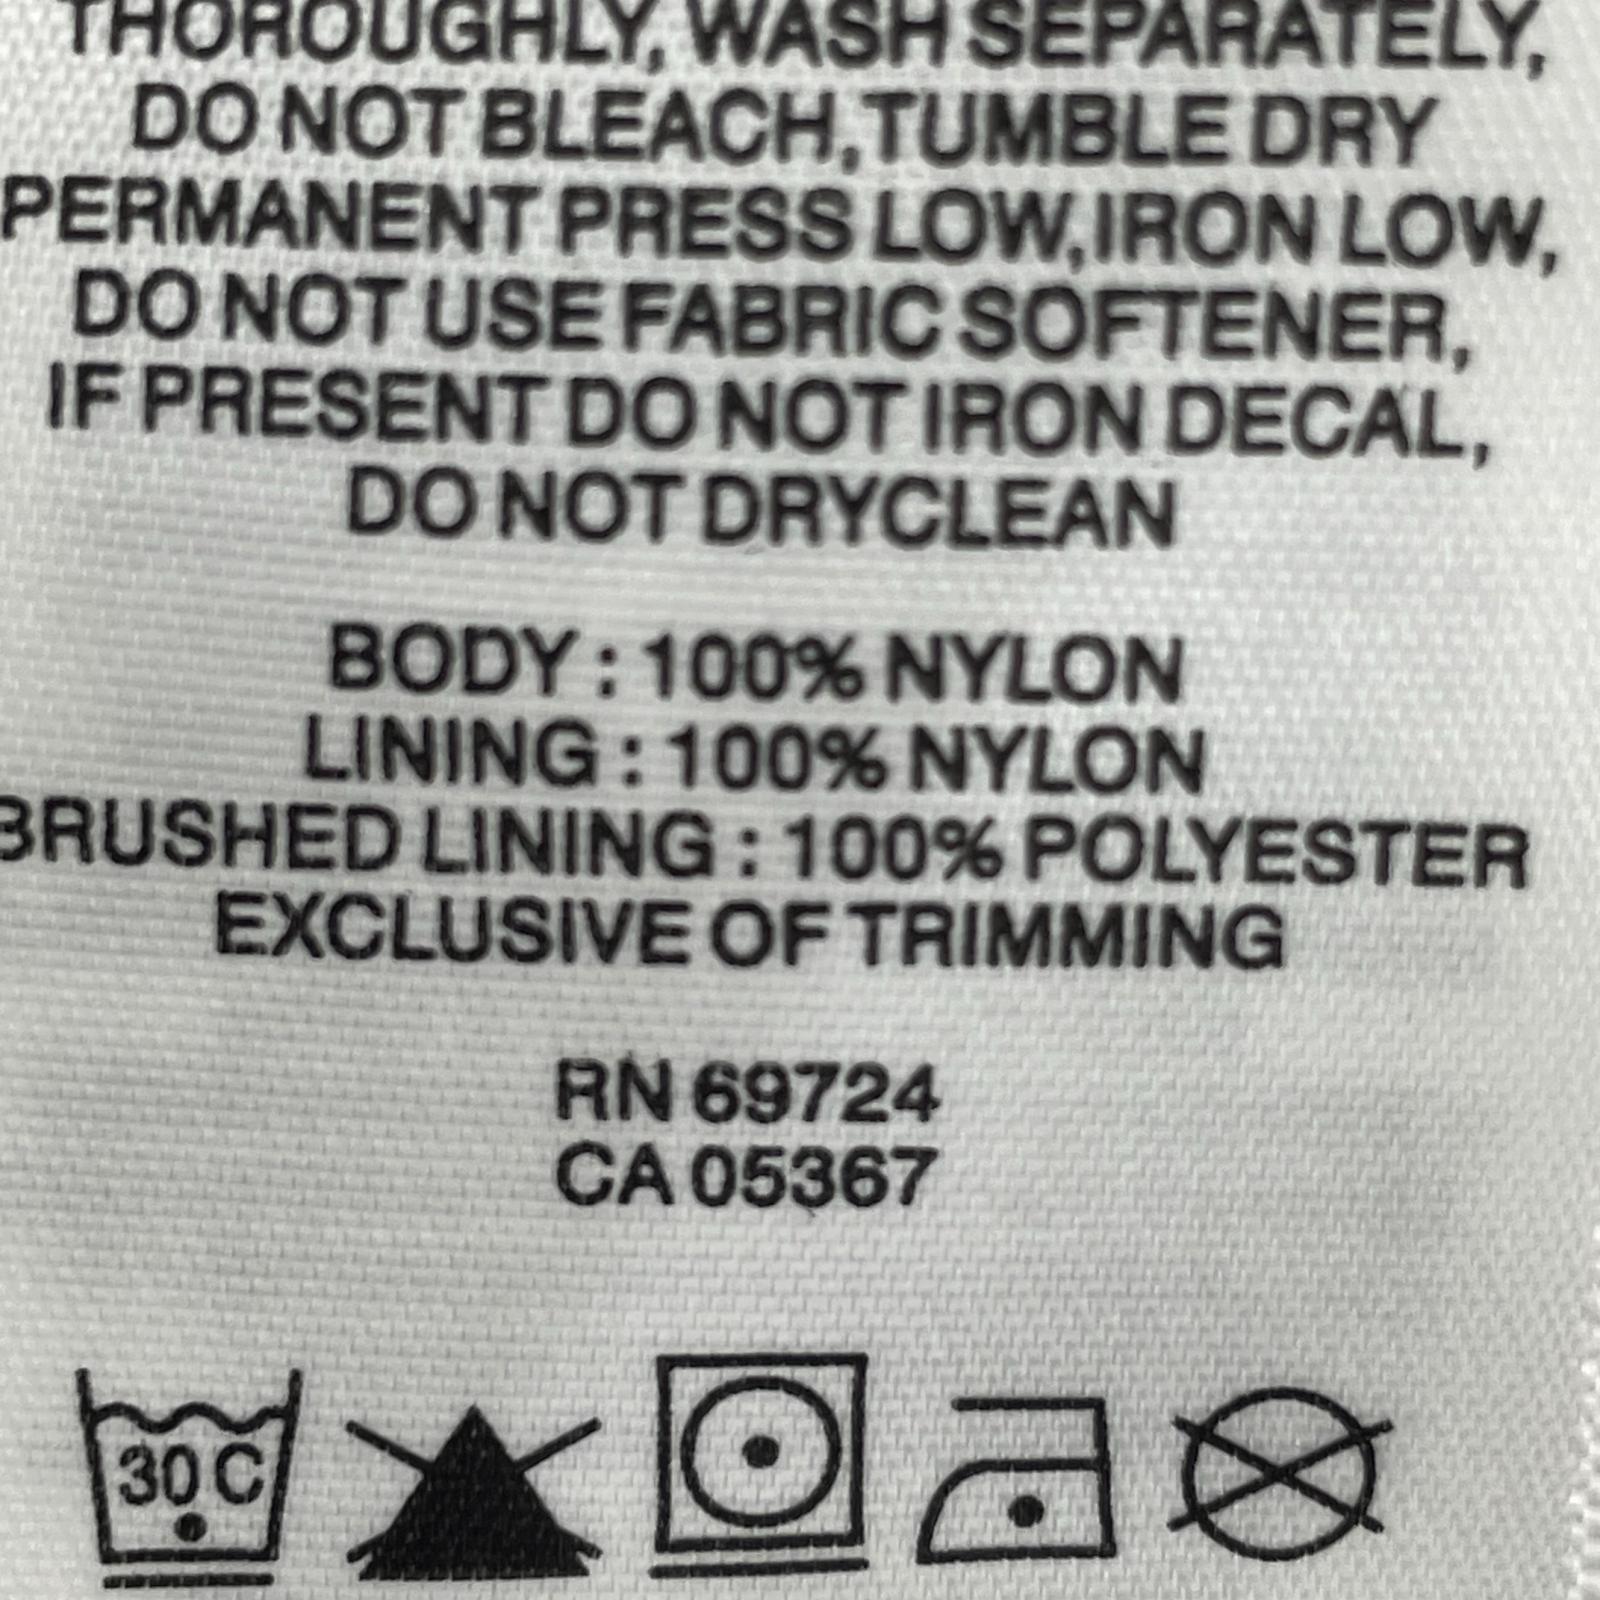 THOROUGHLY, WASH SEPARATELY,
DO NOT BLEACH,TUMBLE DRY
PERMANENT PRESS LOW,IRON LOW,
DO NOT USE FABRIC SOFTENER,
IF PRESENT DO NOT IRON DECAL,
DO NOT DRYCLEAN
BODY : 100% NYLON
LINING : 100% NYLON
BRUSHED LINING : 100% POLYESTER
EXCLUSIVE OF TRIMMING
RN 69724
CA 05367
30 C